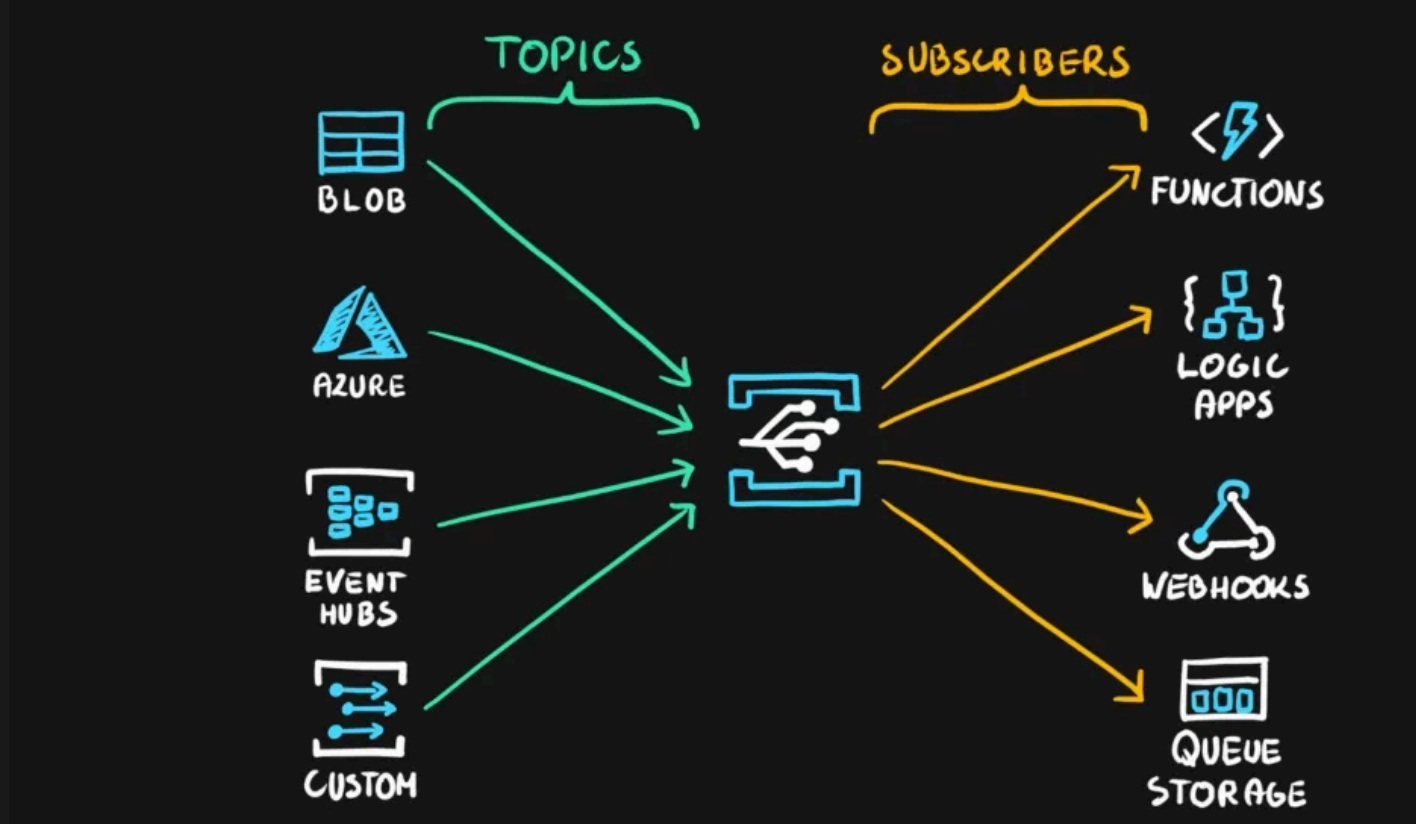 TOPICS
SUBSCRIBERS
BLOB
AZURE
EVENT
HUBS
CUSTOM
FUNCTIONS
LOGIC
APPS
WEBHOOKS
QUEUE
STORAGE